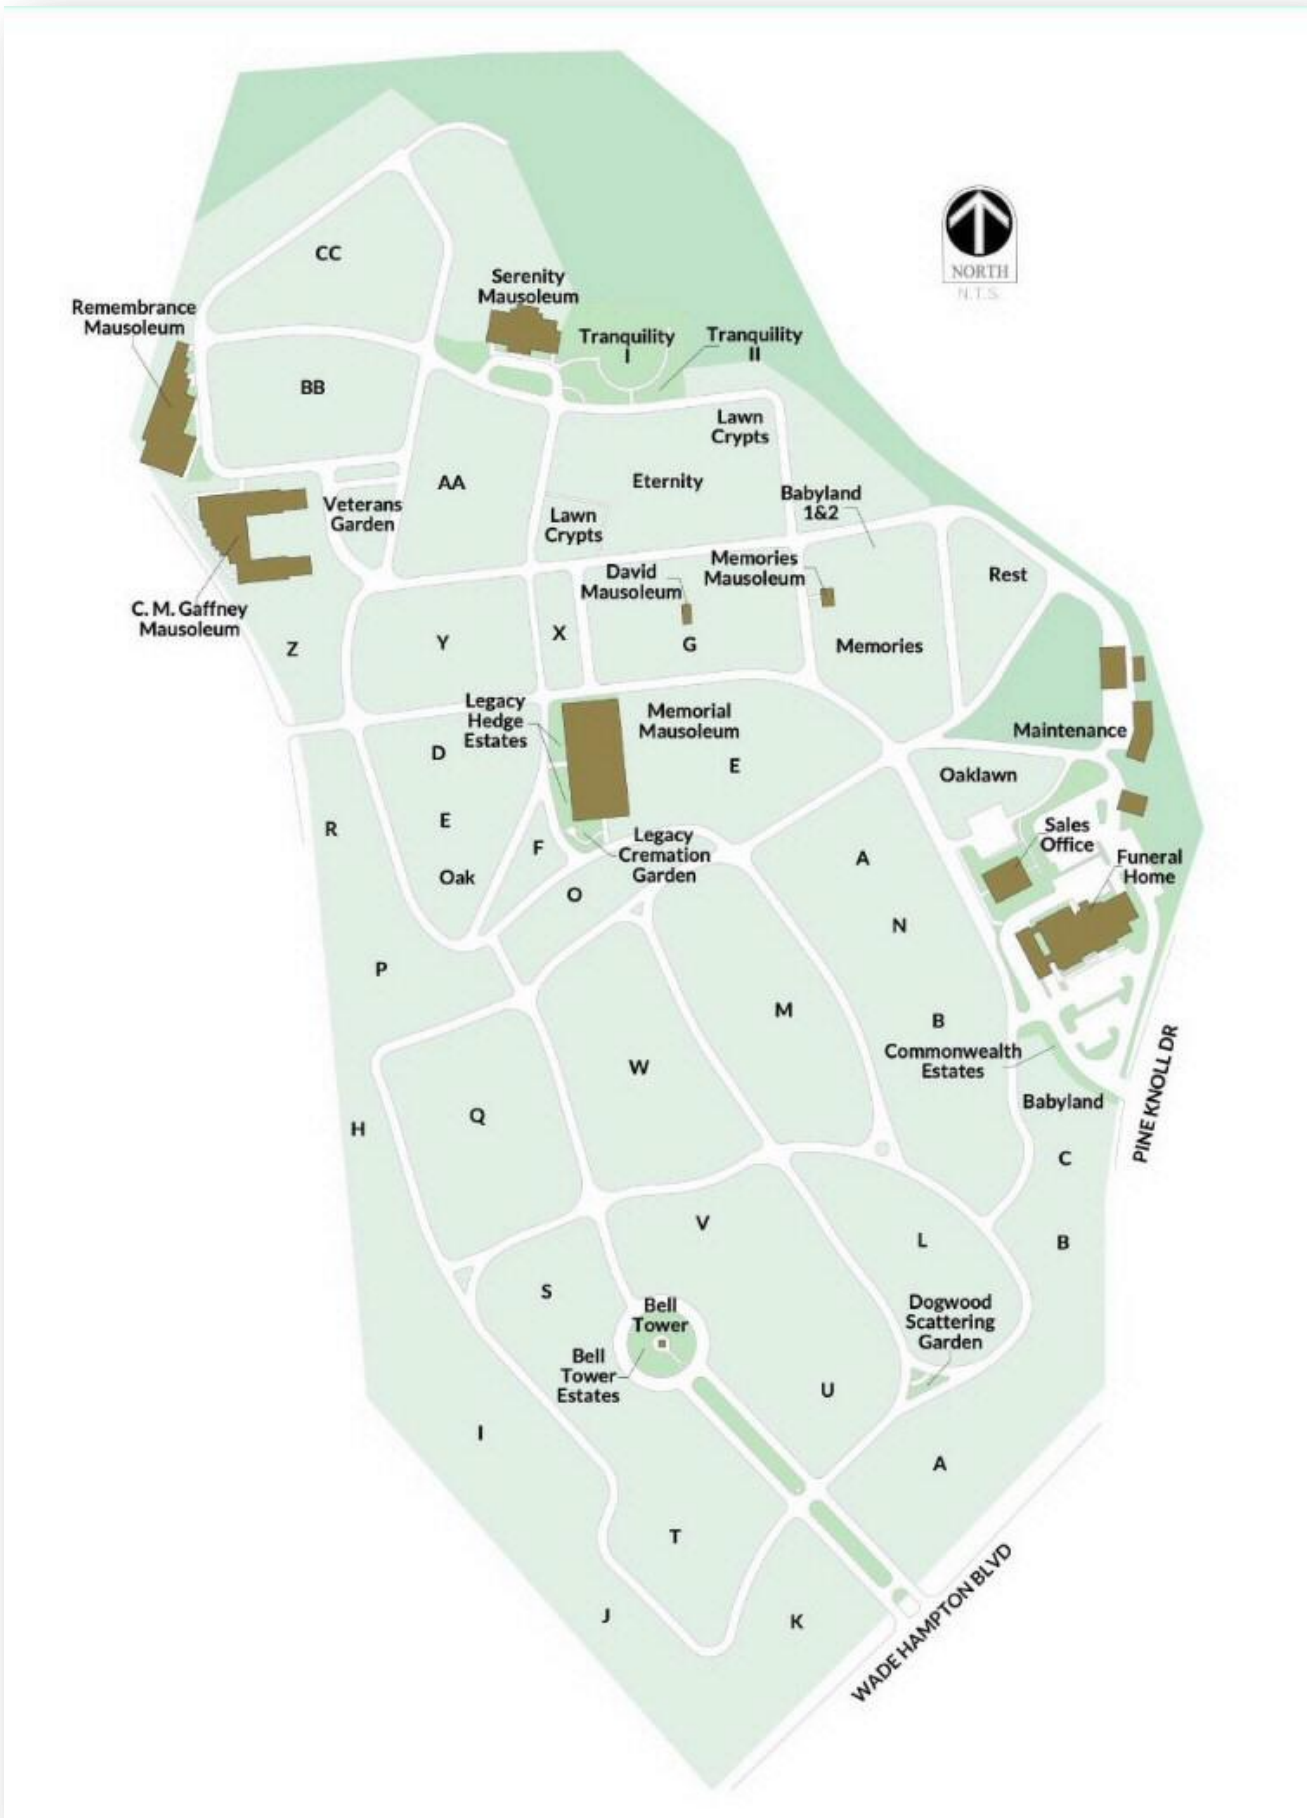 NORTH
N.T.S.
CC
Serenity
Mausoleum
Remembrance
Mausoleum
Tranquility
I
Tranquility
II
BB
Lawn
Crypts
AA
Eternity
Babyland
1&2
Veterans
Garden
Lawn
Crypts
Memories
Mausoleum
David
Mausoleum
Rest
C. M. Gaffney
Mausoleum
Z
Y
X
G
Memories
Legacy
Hedge
Estates
Memorial
Mausoleum
Maintenance
D
E
Oaklawn
E
R
F
Legacy
Cremation
Garden
Sales
Office
Funeral
Home
A
Oak
O
N
P
M
B
Commonwealth
Estates
PINE KNOLL DR
W
Babyland
Q
H
C
V
L
B
S
Bell
Tower
Dogwood
Scattering
Garden
Bell
Tower
Estates
U
I
A
T
J
K
WADE HAMPTON BLVD